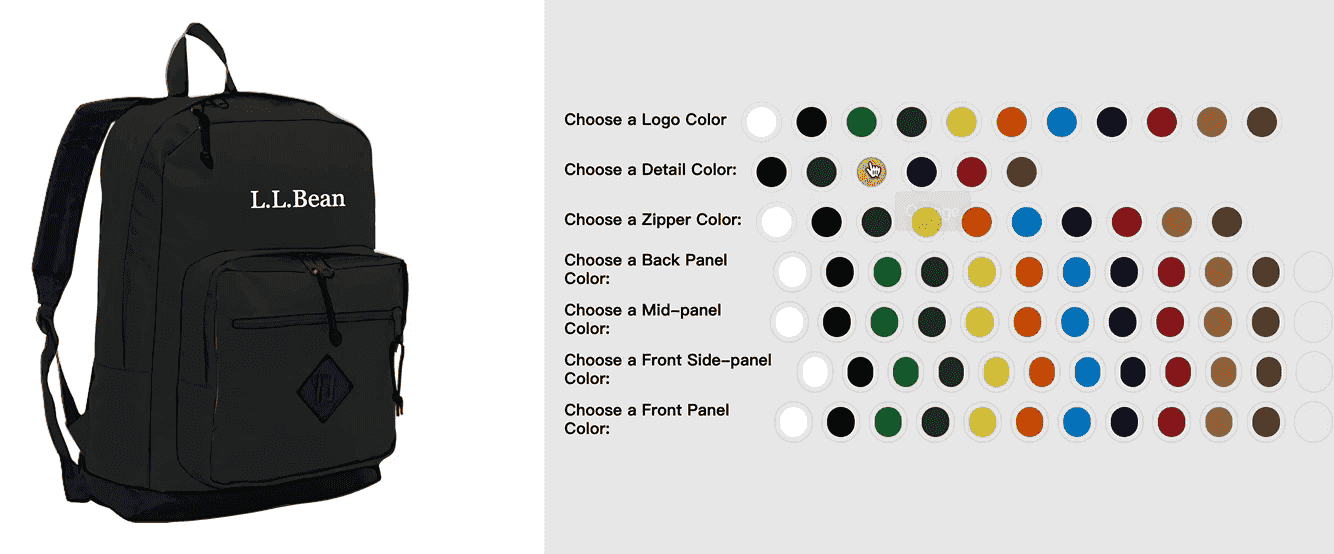 L.L.Bean
Choose a Logo Color
Choose a Detail Color:
Choose a Zipper Color:
Choose a Back Panel
Color:
Choose a Mid-panel
Color:
Choose a Front Side-panel
Color:
Choose a Front Panel
Color: